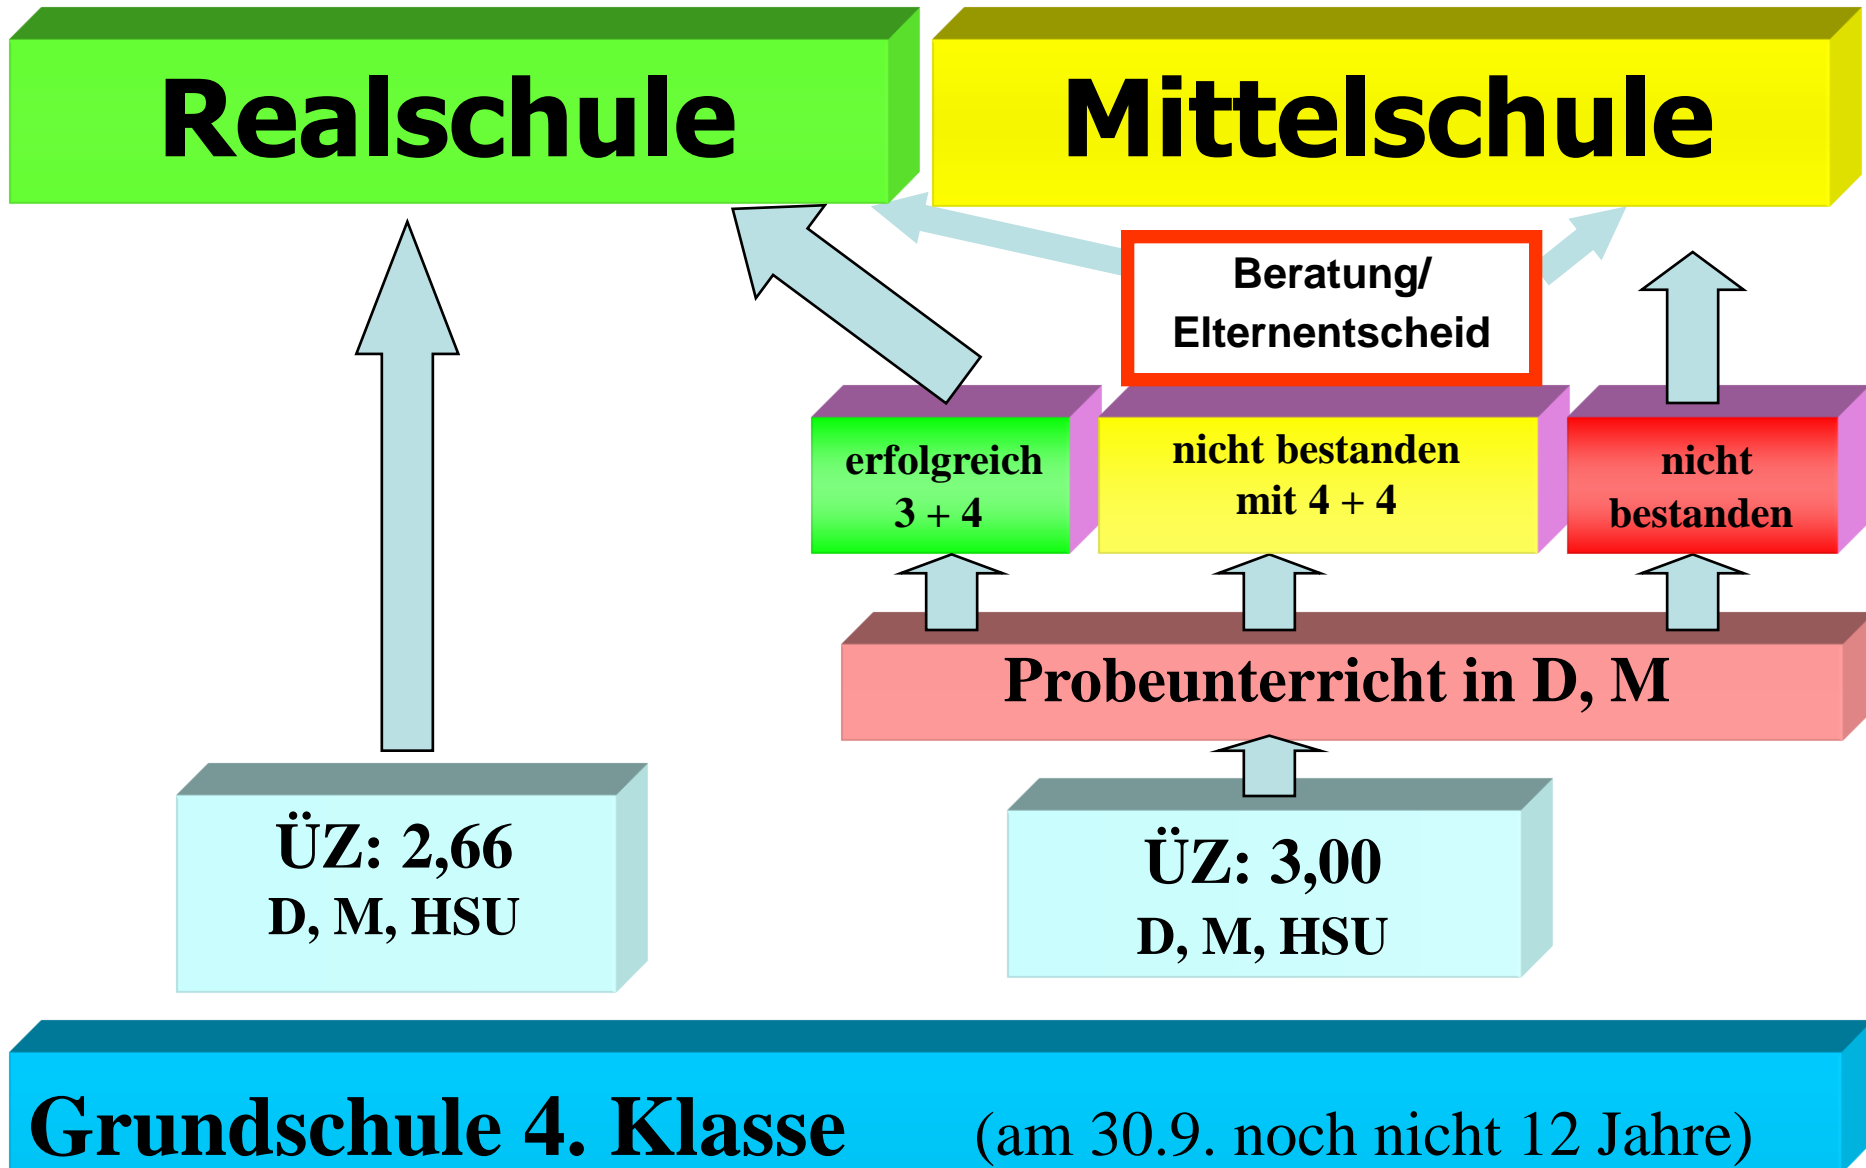 Realschule
Mittelschule
Beratung/
Elternentscheid
erfolgreich
3 + 4
nicht bestanden
mit 4 + 4
nicht
bestanden
Probeunterricht in D, M
ÜZ: 2,66
D, M, HSU
ÜZ: 3,00
D, M, HSU
Grundschule 4. Klasse (am 30.9. noch nicht 12 Jahre)